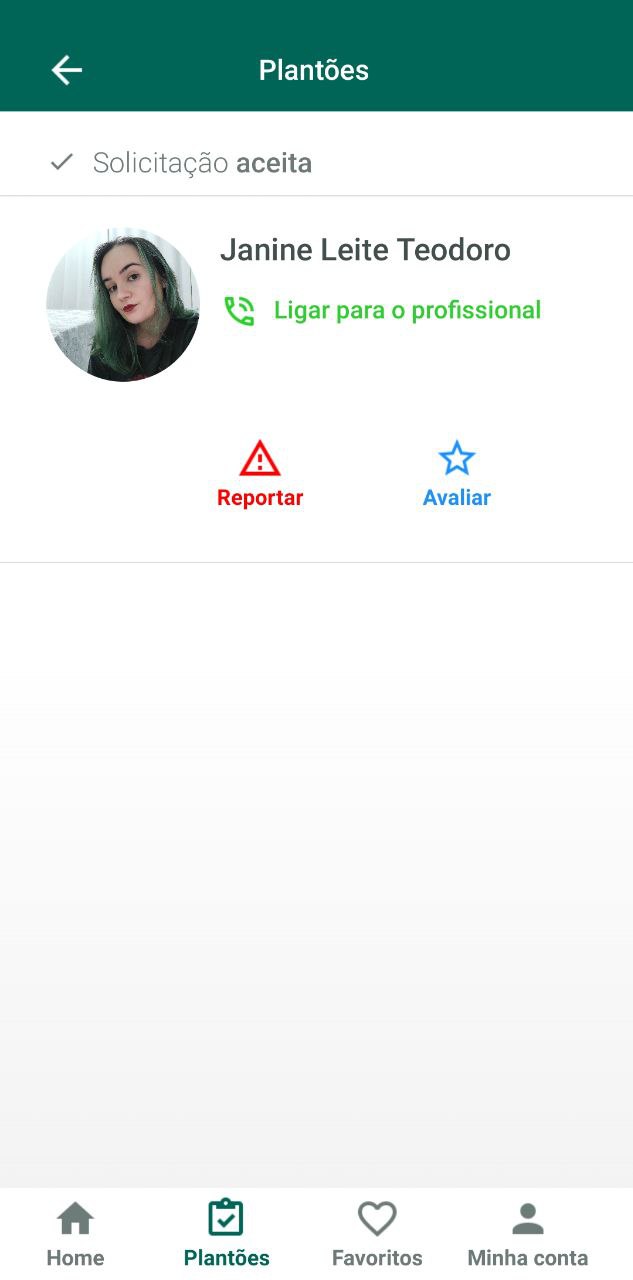 Plantões
Solicitação aceita
Janine Leite Teodoro
Ligar para o profissional
Reportar
Avaliar
Home
Plantões
Favoritos
Minha conta